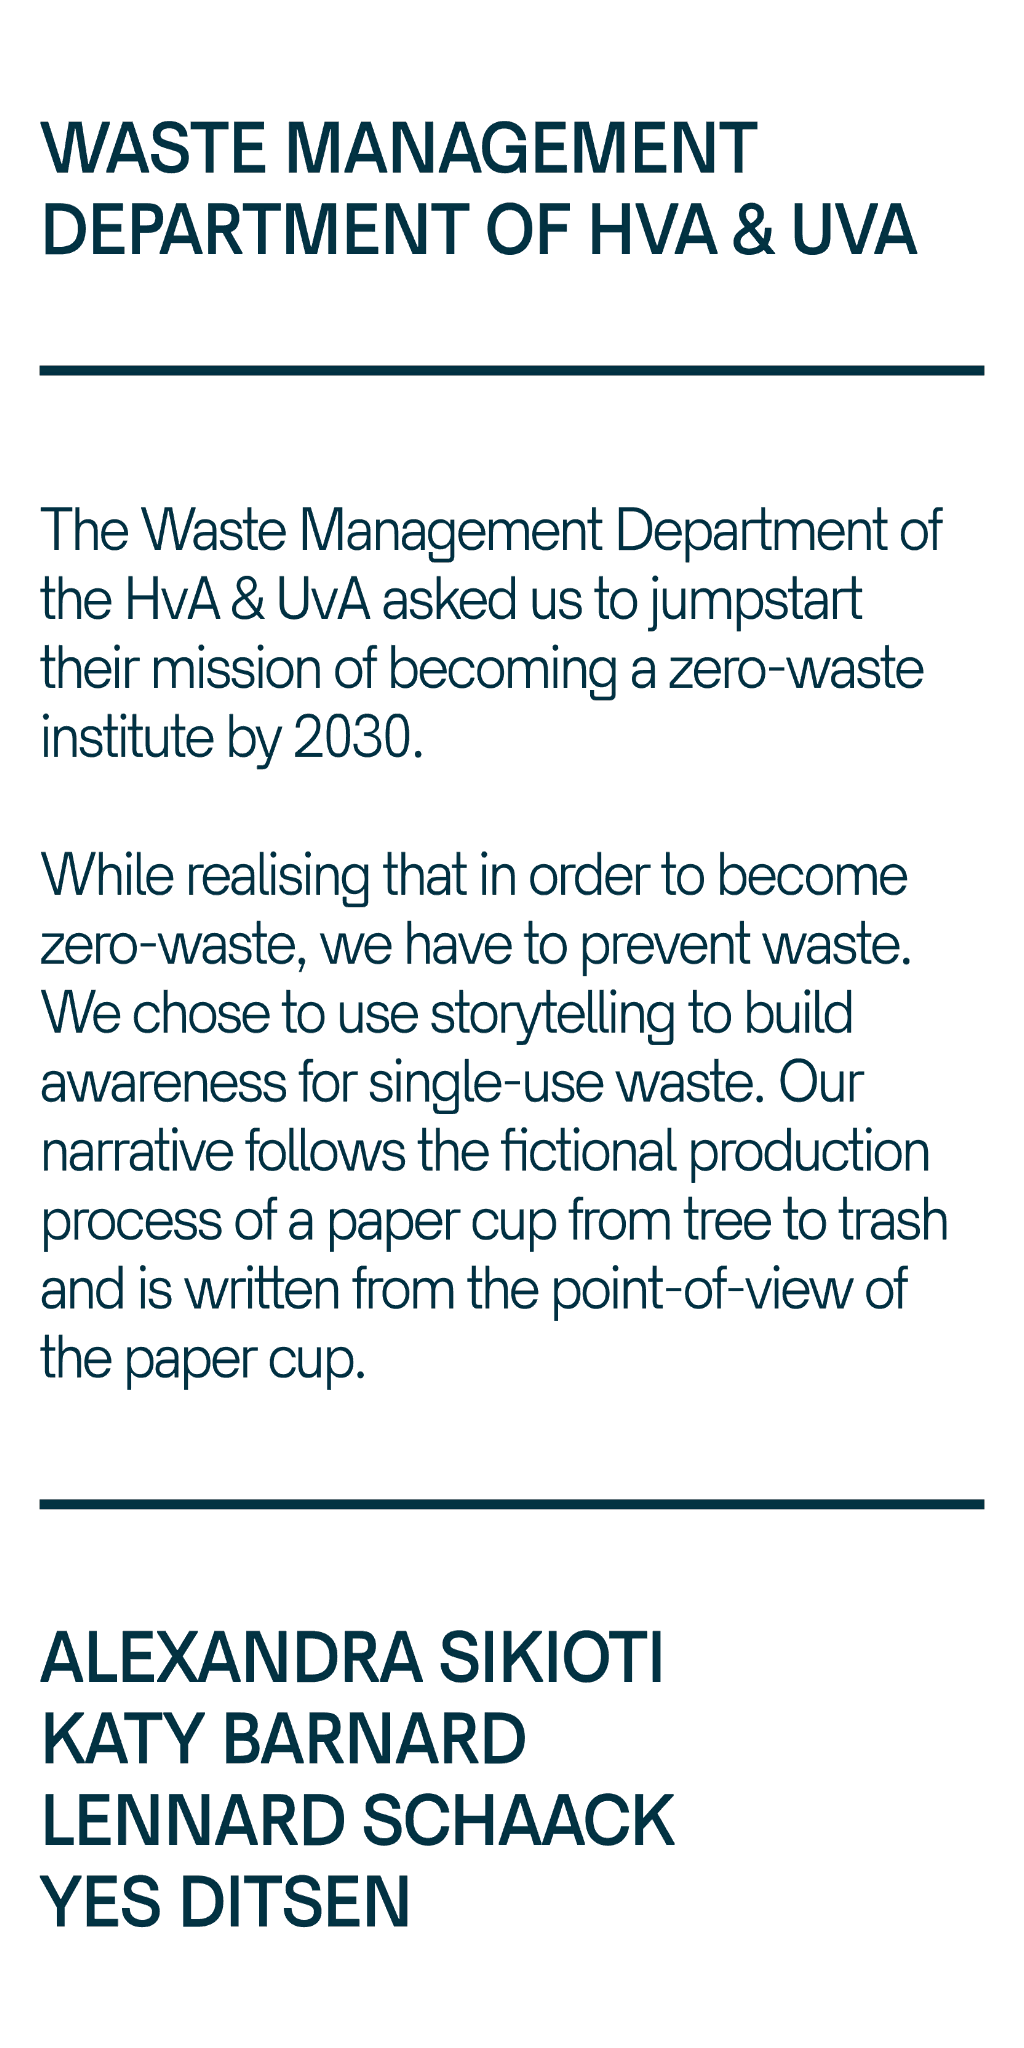 WASTE MANAGEMENT
DEPARTMENT OF HVA & UVA
The Waste Management Department of
the HvA & UvA asked us to jumpstart
their mission of becoming a zero-waste
institute by 2030.
While realising that in order to become
zero-waste, we have to prevent waste.
We chose to use storytelling to build
awareness for single-use waste. Our
narrative follows the fictional production
process of a paper cup from tree to trash
and is written from the point-of-view of
the paper cup.
ALEXANDRA SIKIOTI
KATY BARNARD
LENNARD SCHAACK
YES DITSEN